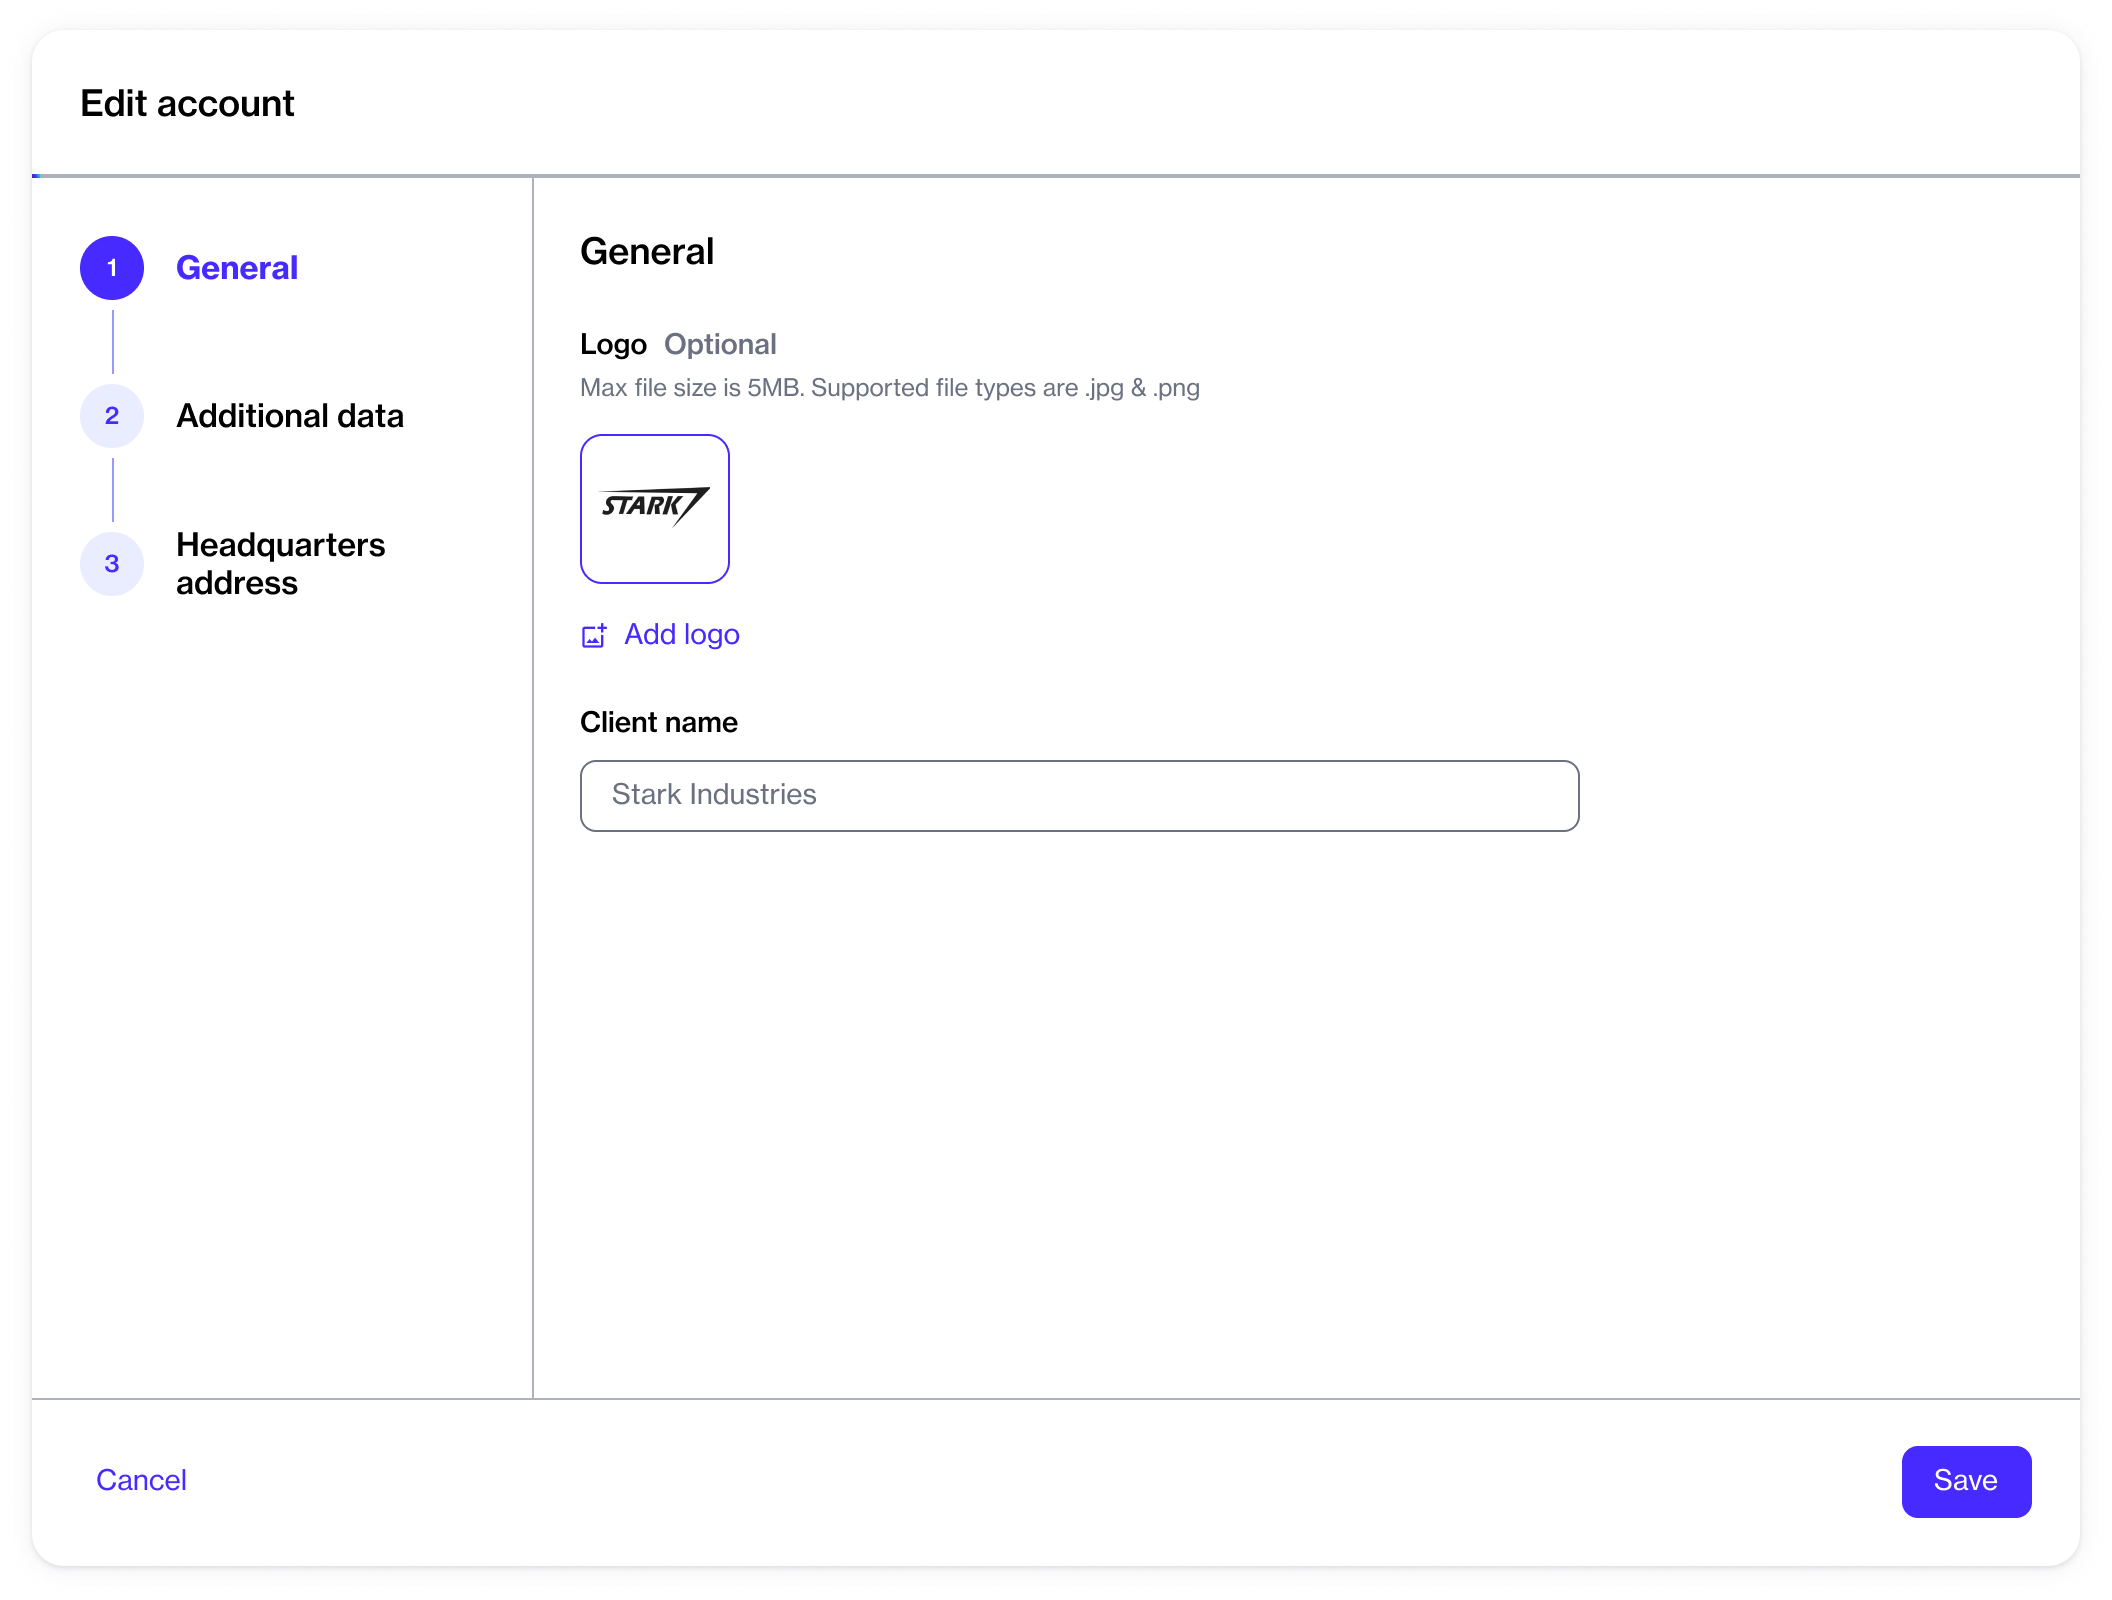 Edit account
1
General
2
Additional data
3
Headquarters
address
General
Logo Optional
Max file size is 5MB. Supported file types are .jpg & .png
STARK
Add logo
Client name
Stark Industries
Cancel
Save